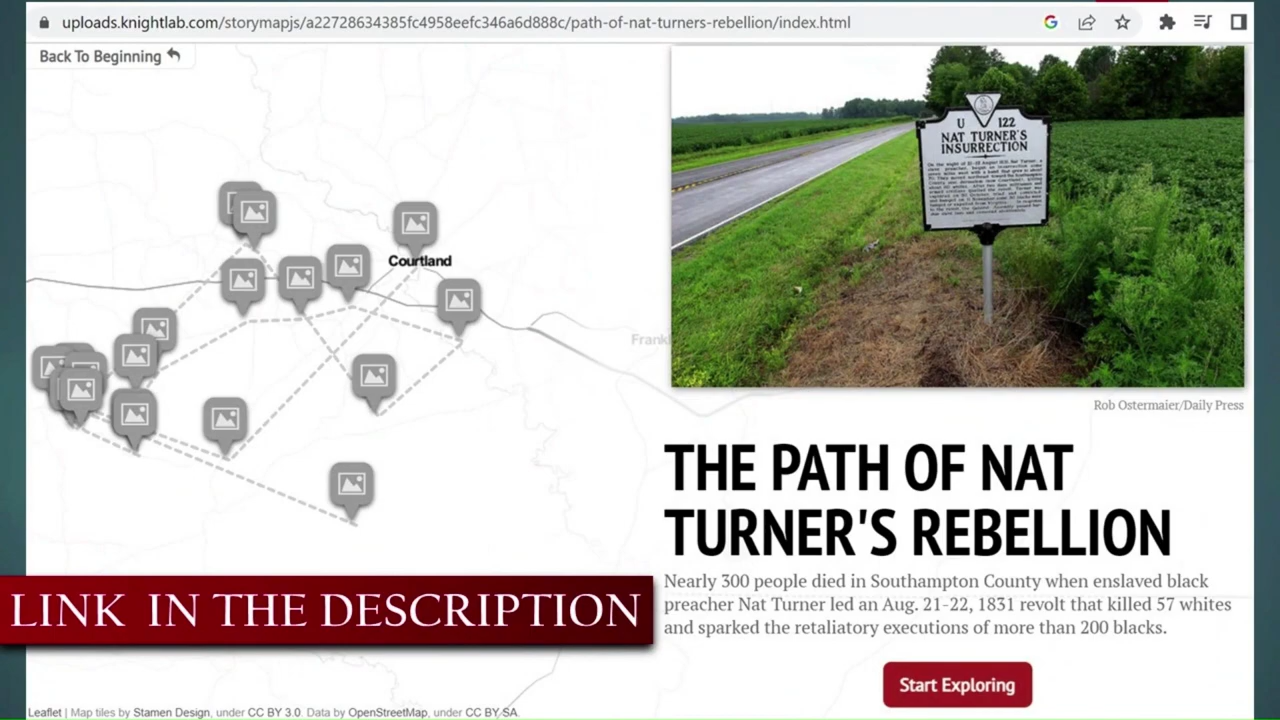 uploads.knightlab.com/storymapjs/a22728634385fc4958eefc346a6d888c/path-of-nat-turners-rebellion/index.html
Back To Beginning
Courtland
U 122
NAT TURNER'S
INSURRECTION
Rob Ostermaier/Daily Press
THE PATH OF NAT
TURNER'S REBELLION
Nearly 300 people died in Southampton County when enslaved black
preacher Nat Turner led an Aug. 21-22, 1831 revolt that killed 57 whites
and sparked the retaliatory executions of more than 200 blacks.
Start Exploring
LINK IN THE DESCRIPTION
Leaflet | Map tiles by Stamen Design, under CC BY 3.0. Data by OpenStreetMap, under CC BY SA.